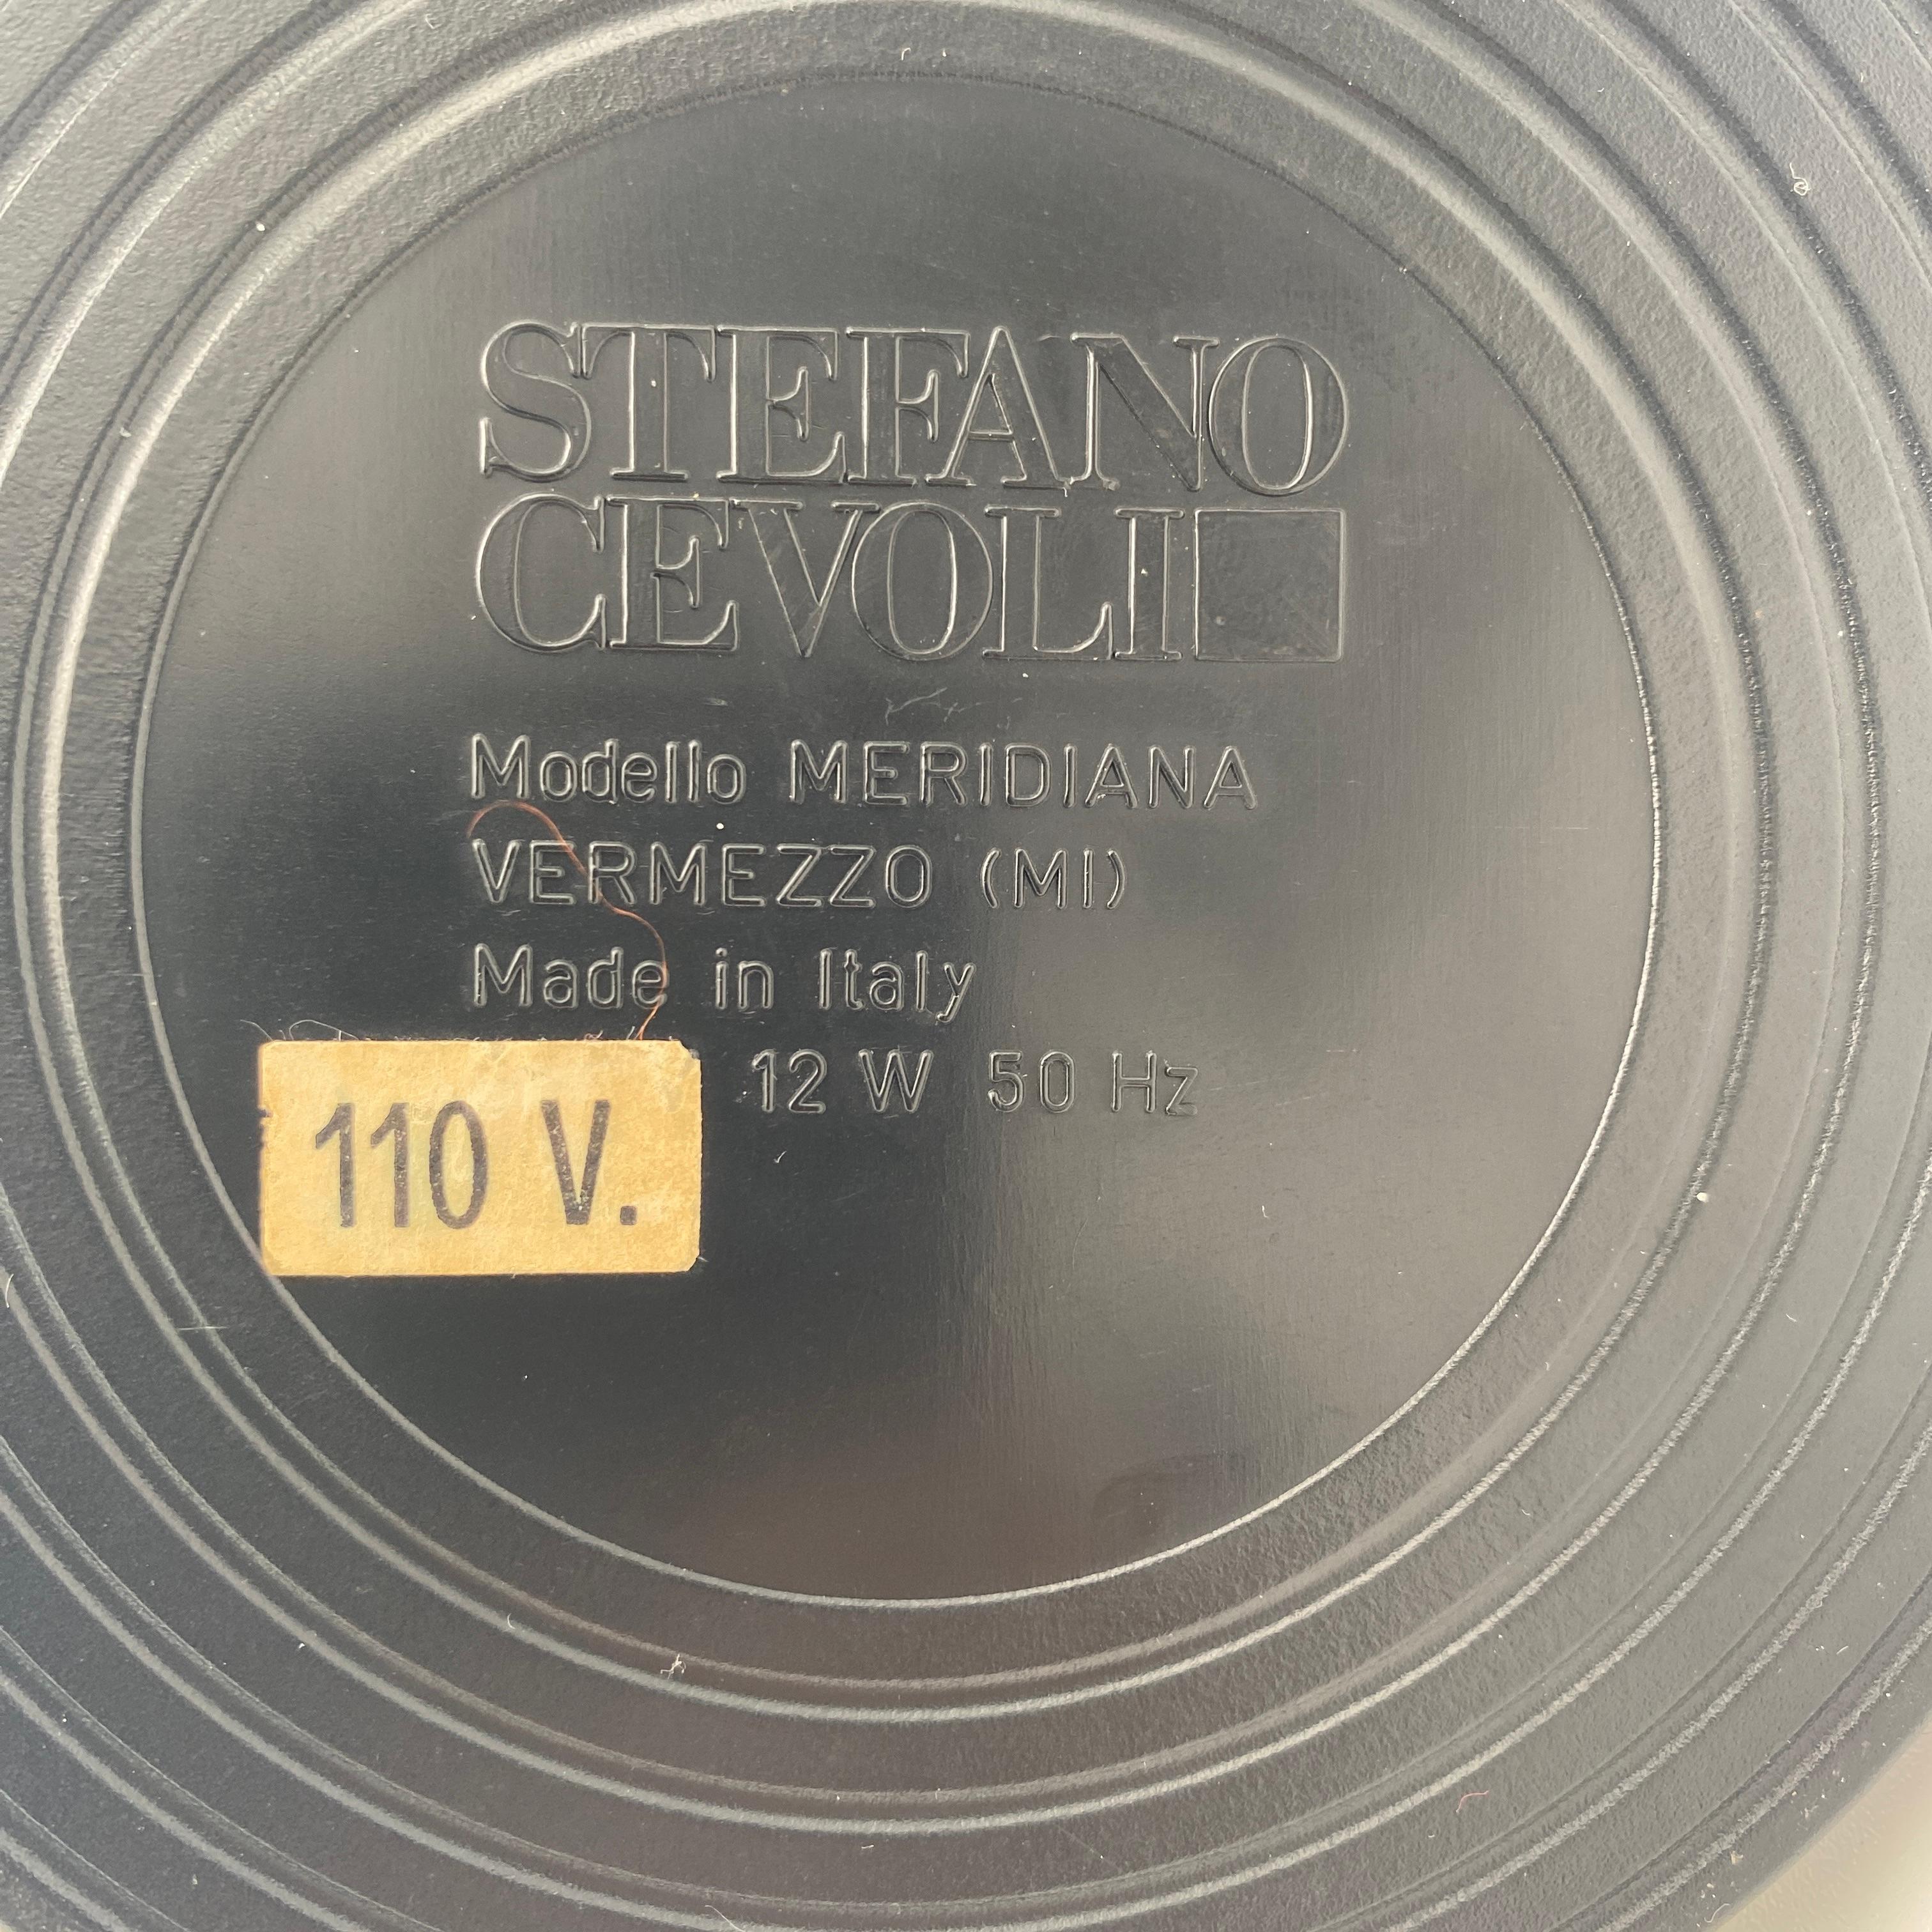 STEFANO
CEVOLI
Modello MERIDIANA
VERMEZZO (MI)
Made in Italy
V 12 W 50 Hz
110 V.